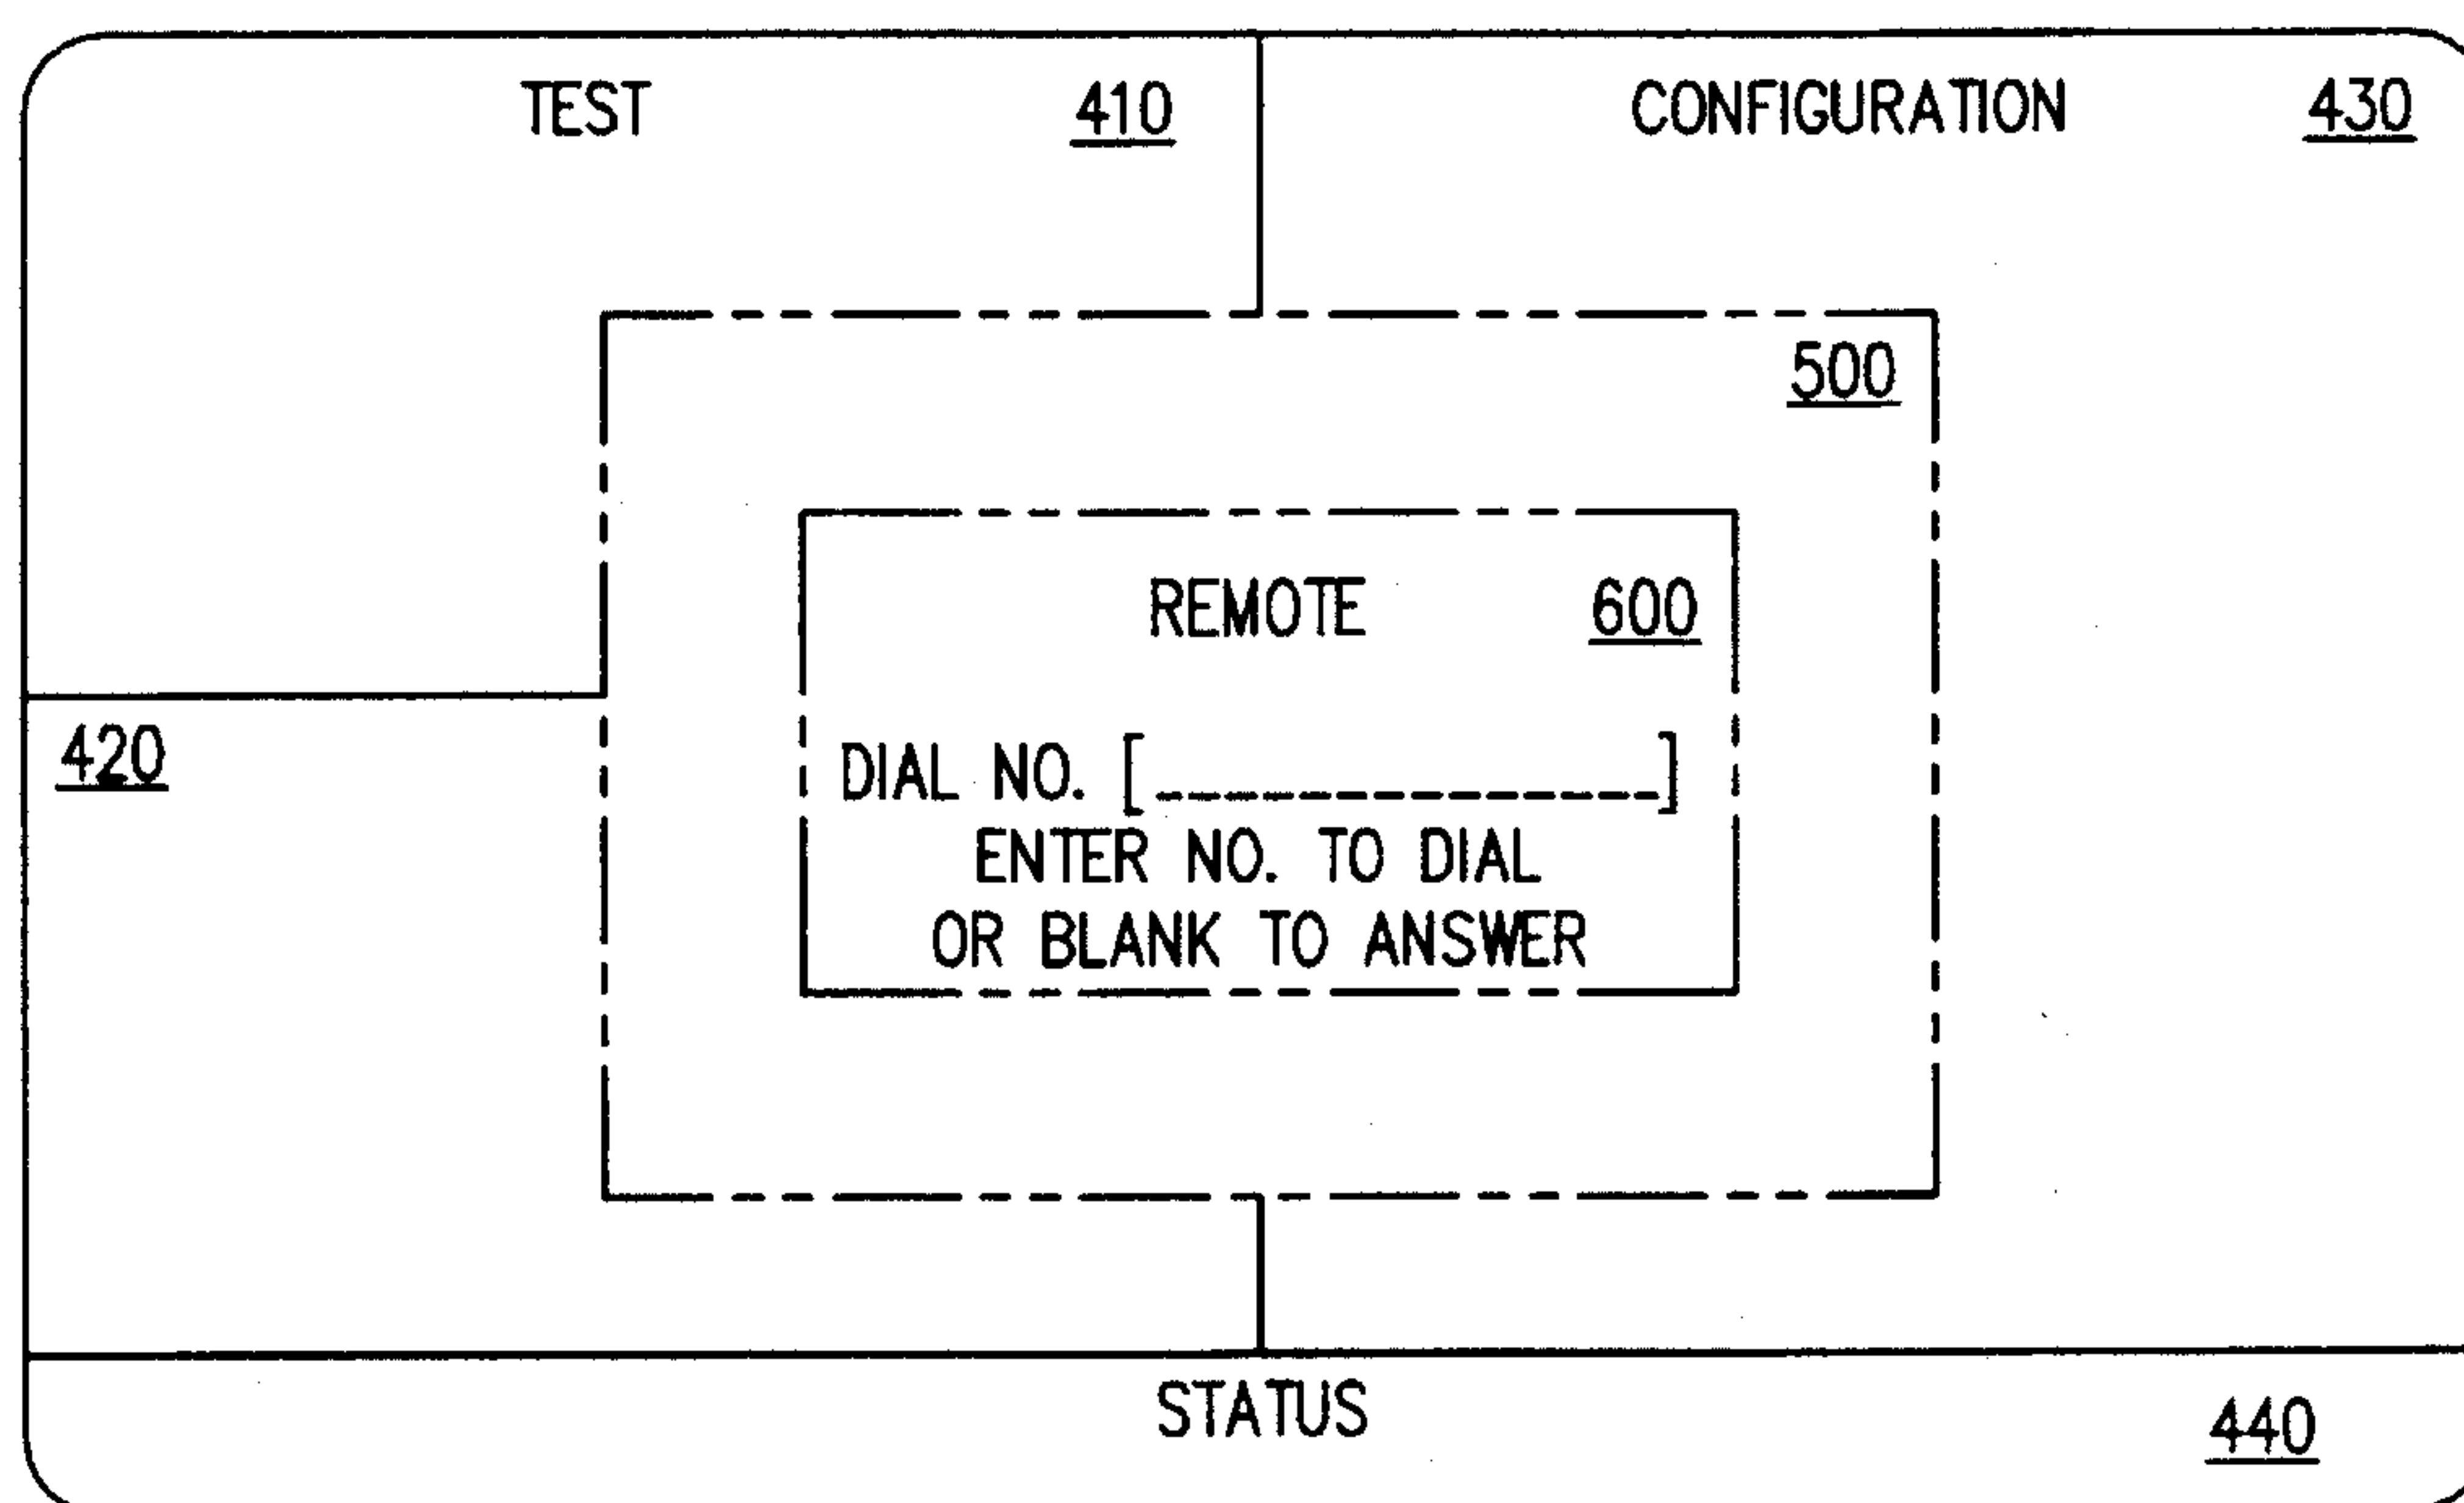 TEST 410 CONFIGURATION 430
500
REMOTE 600
420
DIAL NO. [_______________]
ENTER NO. TO DIAL
OR BLANK TO ANSWER
STATUS 440